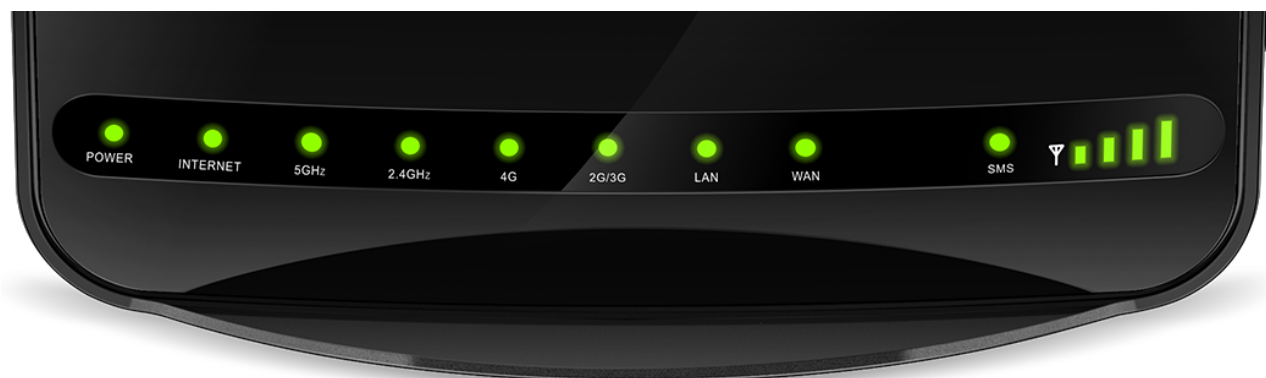 POWER
INTERNET
5GHz
2.4GHz
4G
2G/3G
LAN
WAN
SMS